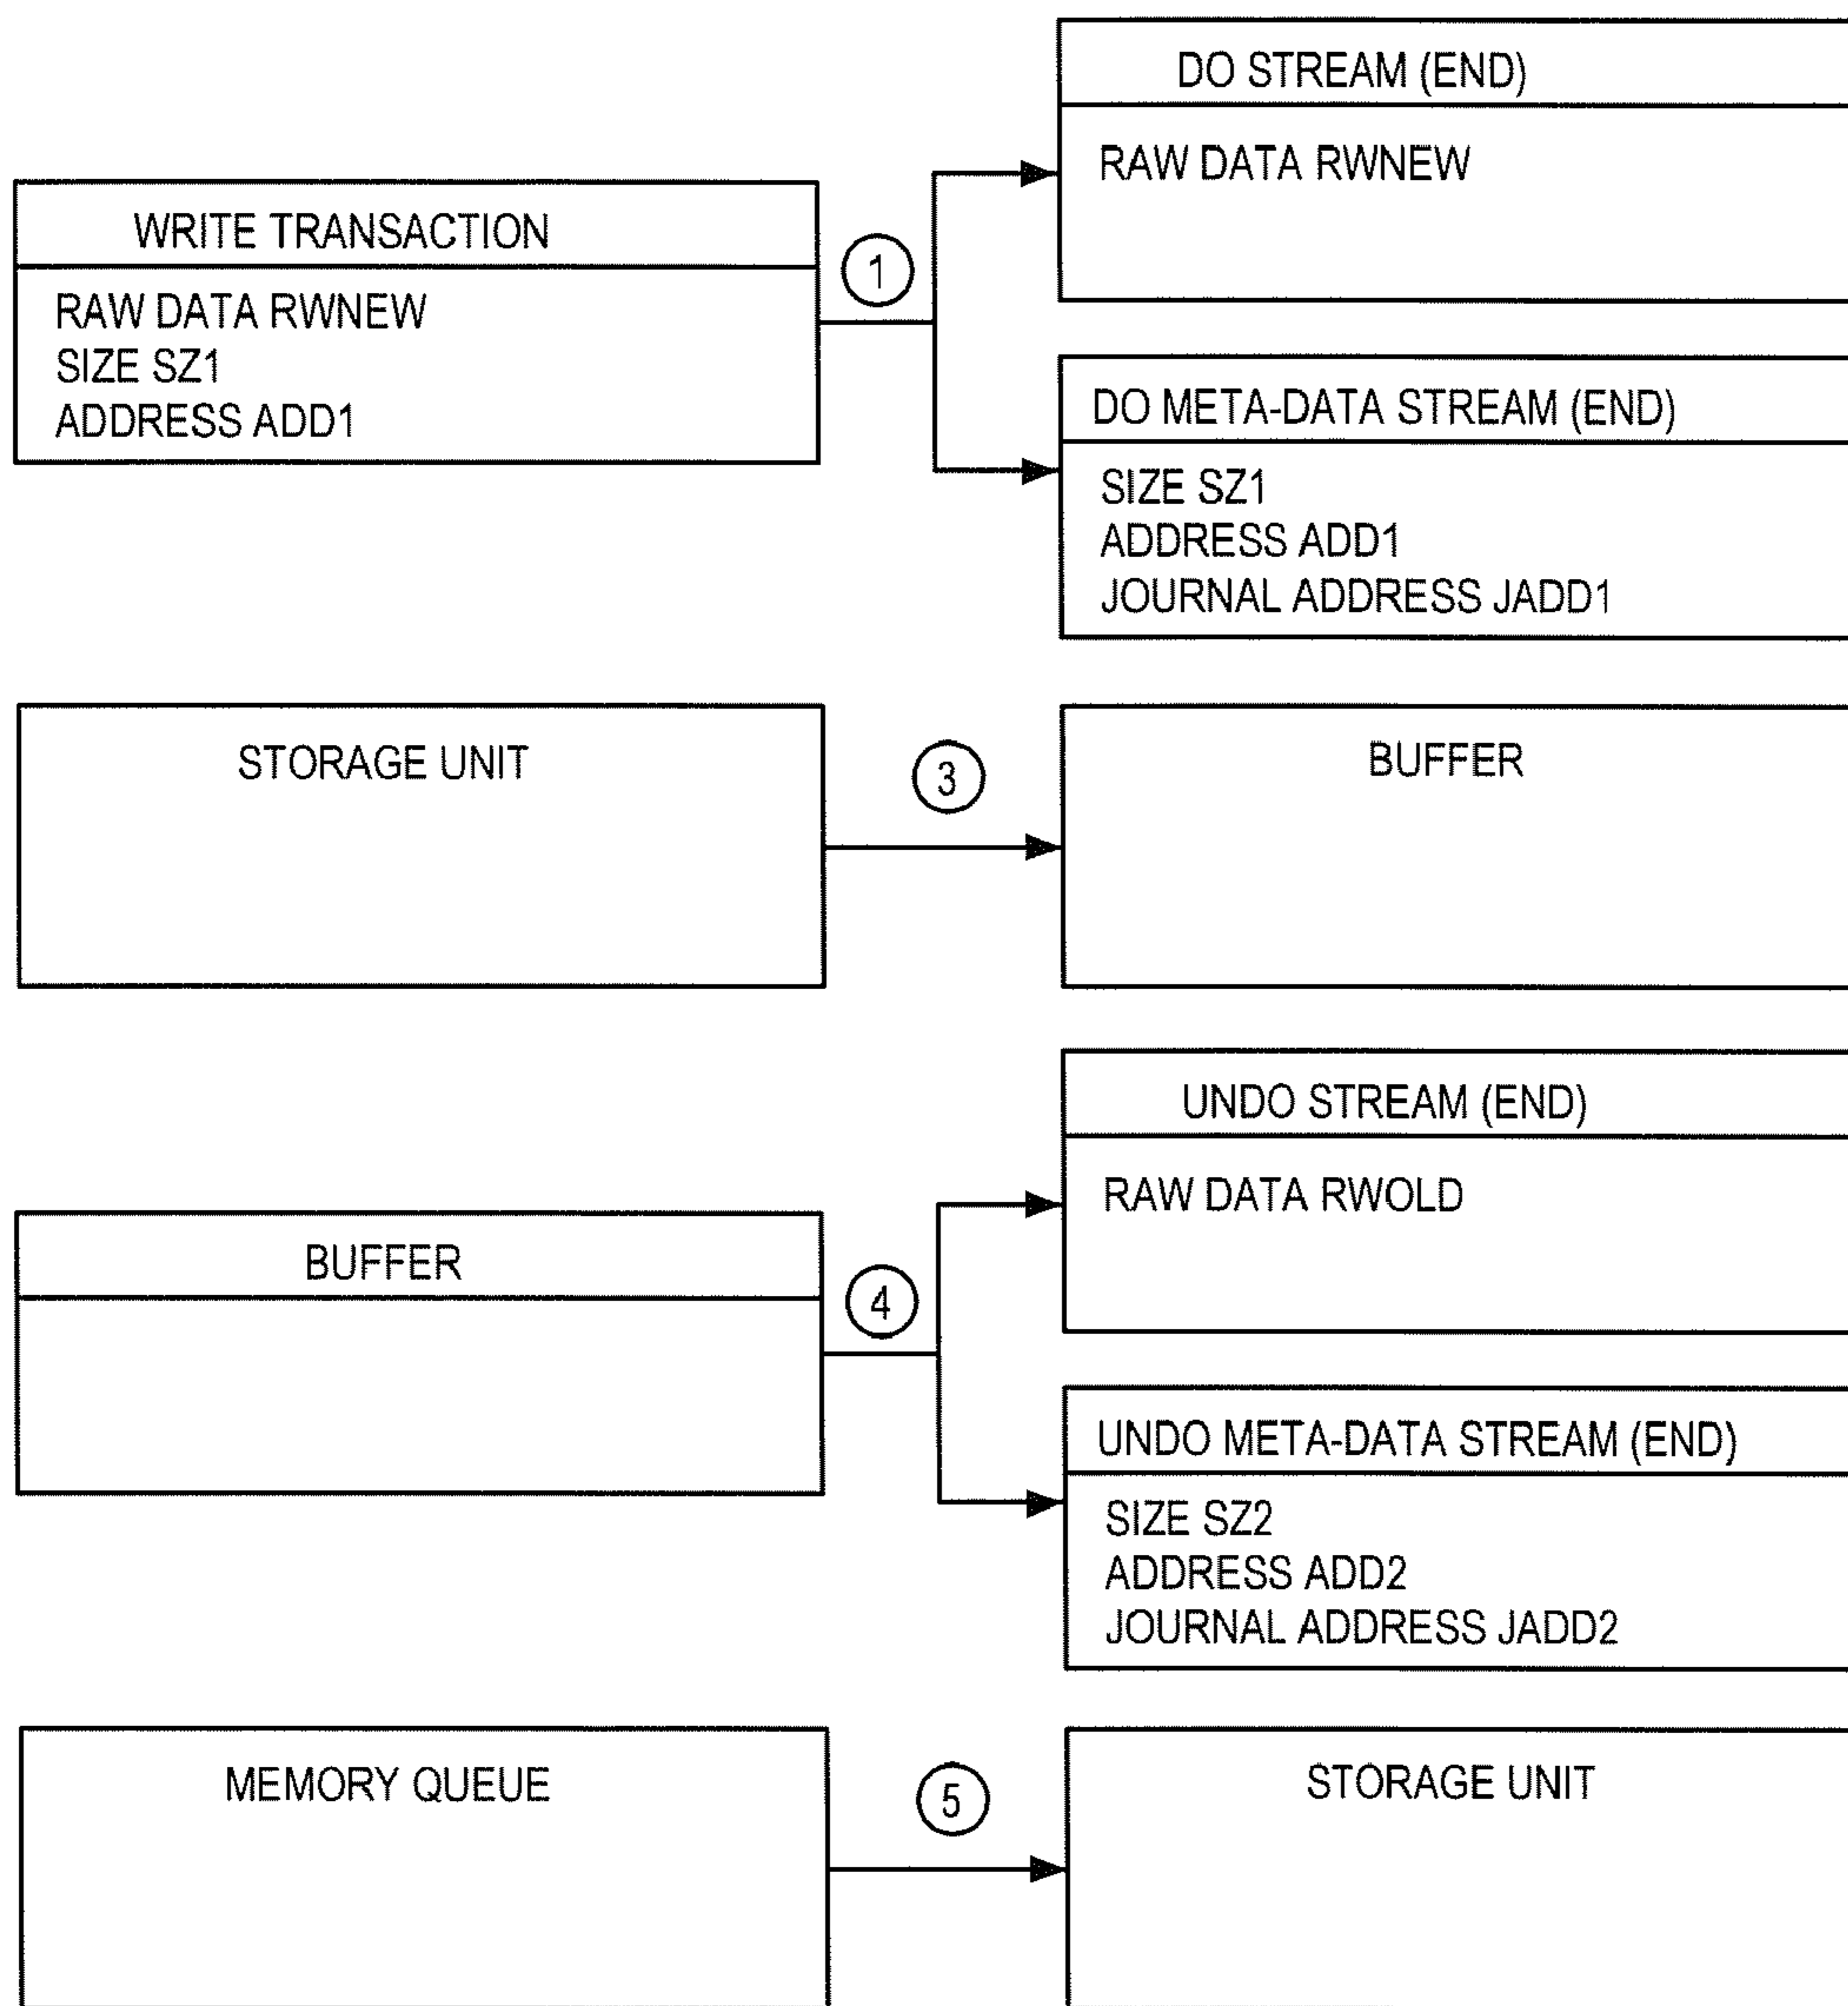 DO STREAM (END)
RAW DATA RWNEW
WRITE TRANSACTION
RAW DATA RWNEW
SIZE SZ1
ADDRESS ADD1
1
DO META-DATA STREAM (END)
SIZE SZ1
ADDRESS ADD1
JOURNAL ADDRESS JADD1
STORAGE UNIT
3
BUFFER
UNDO STREAM (END)
RAW DATA RWOLD
BUFFER
4
UNDO META-DATA STREAM (END)
SIZE SZ2
ADDRESS ADD2
JOURNAL ADDRESS JADD2
MEMORY QUEUE
5
STORAGE UNIT